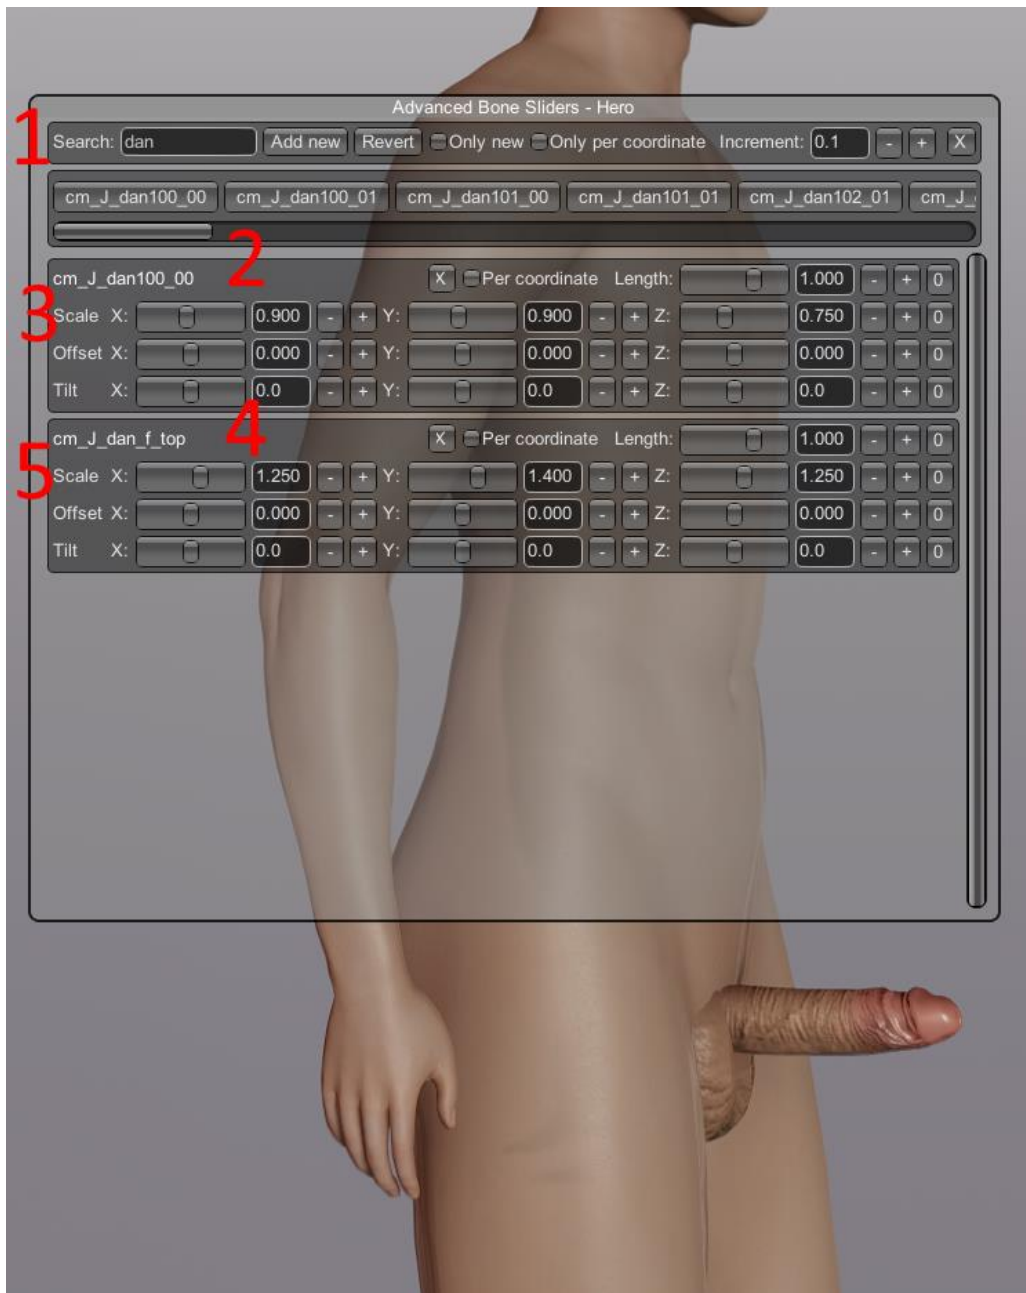 Advanced Bone Sliders - Hero
1
Search: dan Add new Revert Only new Only per coordinate Increment: 0.1 - + X
cm_J_dan100_00 cm_J_dan100_01 cm_J_dan101_00 cm_J_dan101_01 cm_J_dan102_01 cm_J_
2
cm_J_dan100_00 X Per coordinate Length: 1.000 - + 0
3
Scale X: 0.900 - + Y: 0.900 - + Z: 0.750 - + 0
Offset X: 0.000 - + Y: 0.000 - + Z: 0.000 - + 0
Tilt X: 0.0 - + Y: 0.0 - + Z: 0.0 - + 0
4
cm_J_dan_f_top X Per coordinate Length: 1.000 - + 0
5
Scale X: 1.250 - + Y: 1.400 - + Z: 1.250 - + 0
Offset X: 0.000 - + Y: 0.000 - + Z: 0.000 - + 0
Tilt X: 0.0 - + Y: 0.0 - + Z: 0.0 - + 0